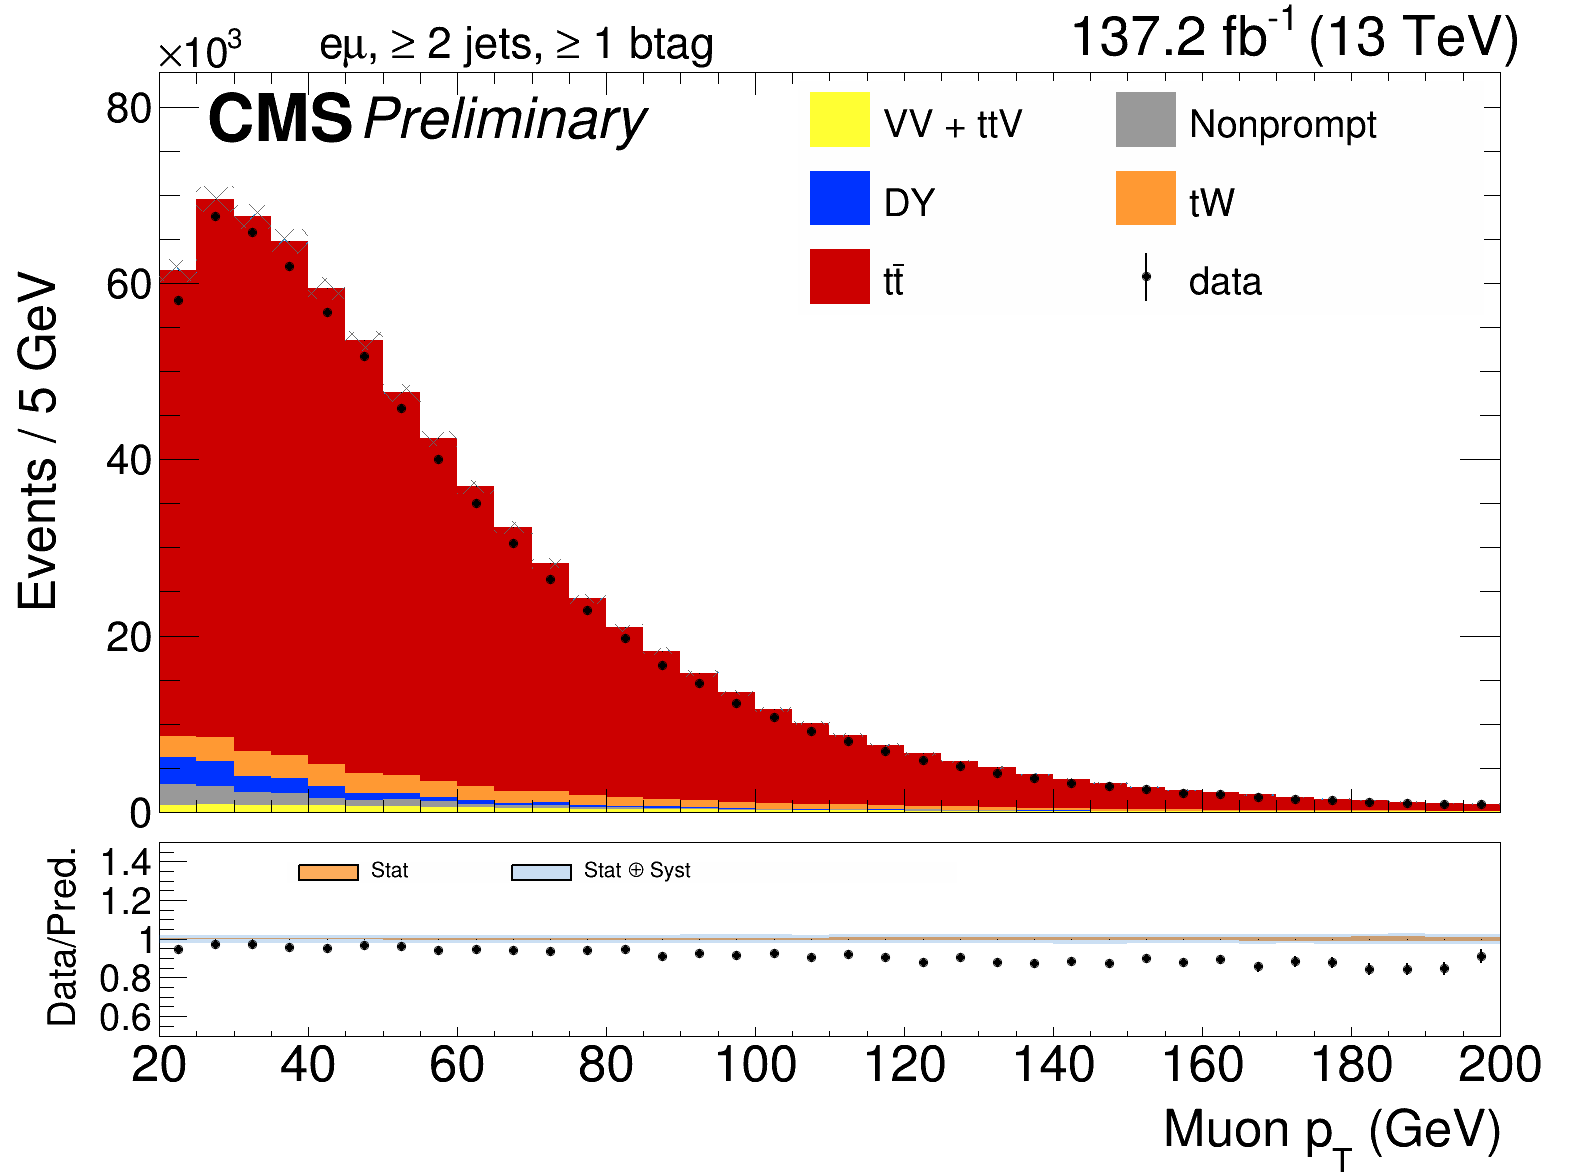 ×10³ eμ, ≥ 2 jets, ≥ 1 btag 137.2 fb⁻¹ (13 TeV)
CMS Preliminary
VV + ttV Nonprompt
DY tW
tt̄ data
Events / 5 GeV
80
60
40
20
0
Data/Pred.
Stat Stat ⊕ Syst
1.4
1.2
1
0.8
0.6
20 40 60 80 100 120 140 160 180 200
Muon p_T (GeV)